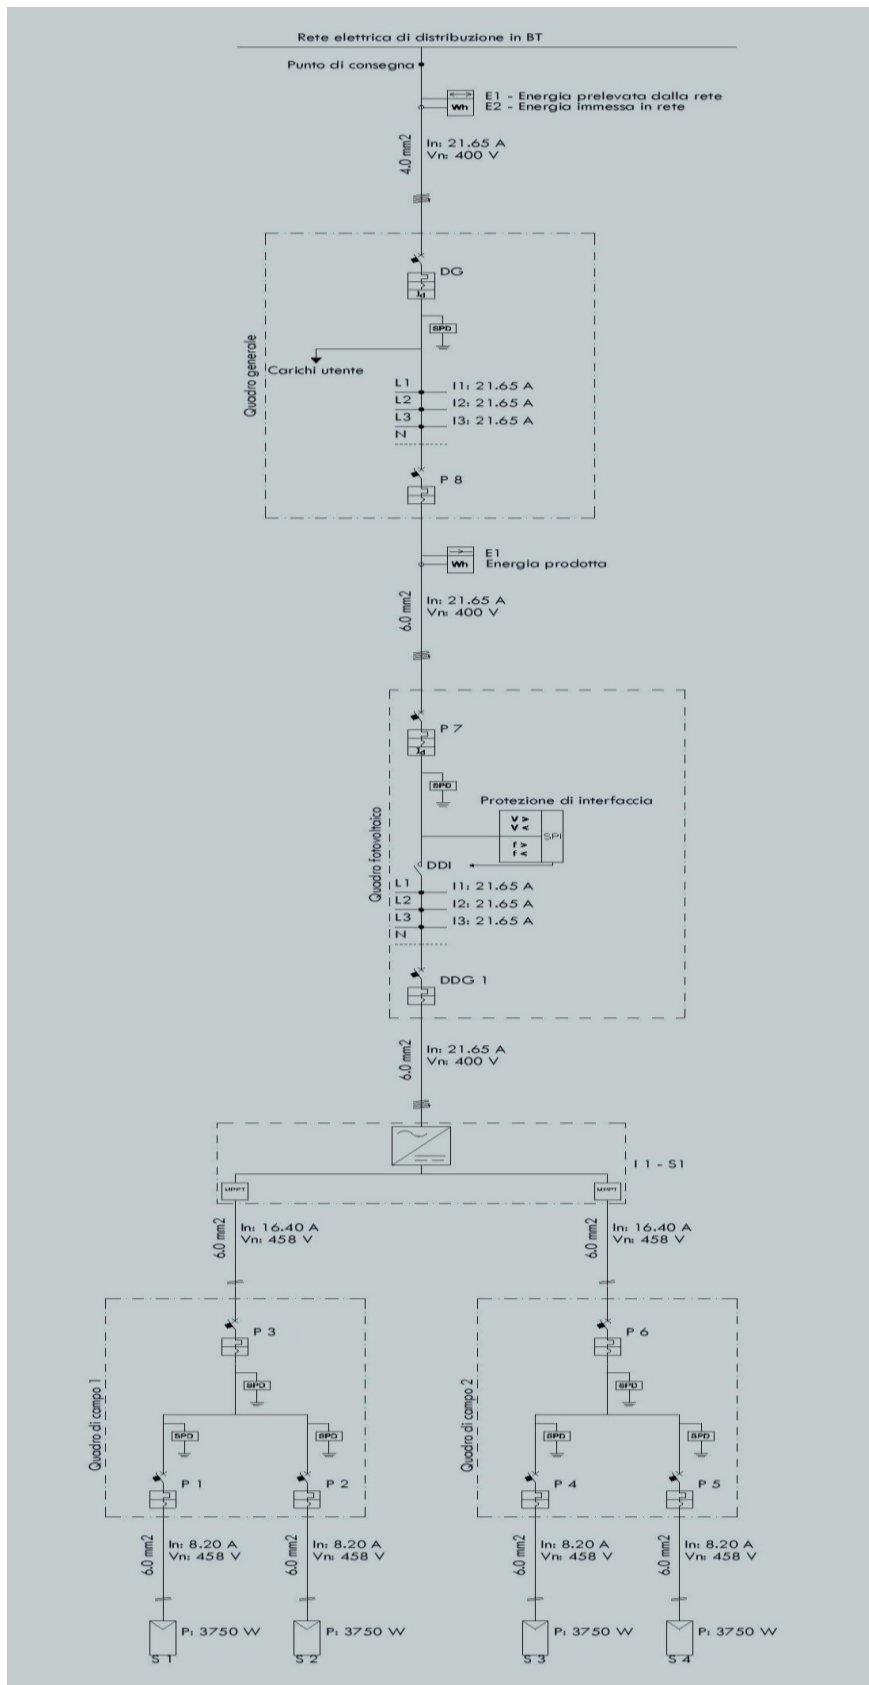 Rete elettrica di distribuzione in BT
Punto di consegna
E1 - Energia prelevata dalla rete
Wh
E2 - Energia immessa in rete
4.0 mm2
In: 21.65 A
Vn: 400 V
Quadro generale
DG
Id
SPD
Carichi utente
L1
I1: 21.65 A
L2
I2: 21.65 A
L3
I3: 21.65 A
N
P 8
E1
Wh
Energia prodotta
6.0 mm2
In: 21.65 A
Vn: 400 V
Quadro fotovoltaico
P 7
Id
SPD
Protezione di interfaccia
V >
V <
f >
f <
SPI
DDI
L1
I1: 21.65 A
L2
I2: 21.65 A
L3
I3: 21.65 A
N
DDG 1
6.0 mm2
In: 21.65 A
Vn: 400 V
I 1 - S1
MPPT
MPPT
6.0 mm2
In: 16.40 A
Vn: 458 V
6.0 mm2
In: 16.40 A
Vn: 458 V
Quadro di campo 1
P 3
SPD
SPD
SPD
P 1
P 2
Quadro di campo 2
P 6
SPD
SPD
SPD
P 4
P 5
6.0 mm2
In: 8.20 A
Vn: 458 V
6.0 mm2
In: 8.20 A
Vn: 458 V
6.0 mm2
In: 8.20 A
Vn: 458 V
6.0 mm2
In: 8.20 A
Vn: 458 V
P: 3750 W
S 1
P: 3750 W
S 2
P: 3750 W
S 3
P: 3750 W
S 4